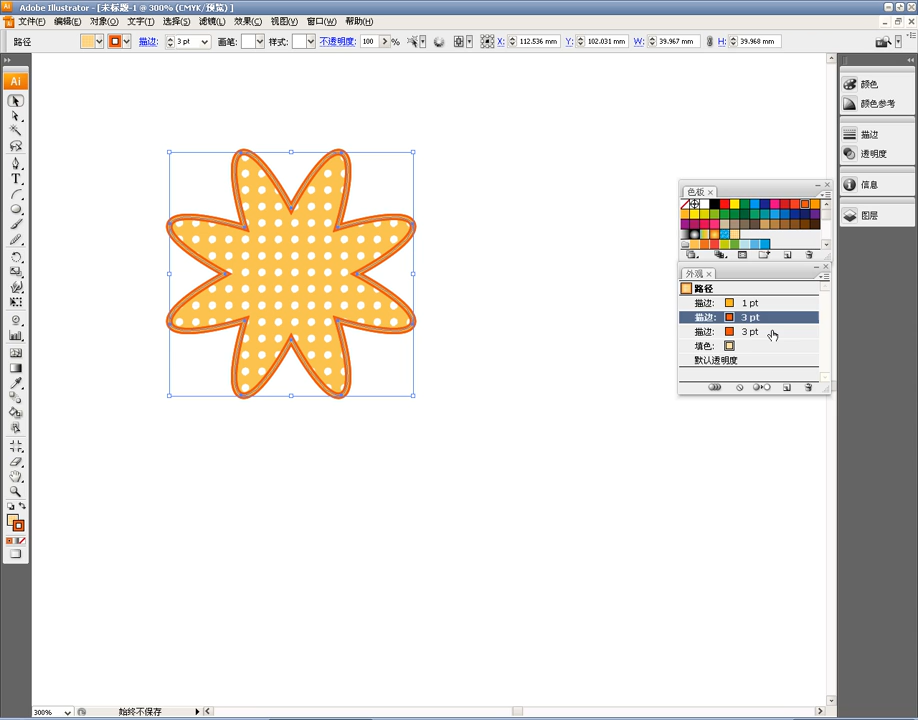 Adobe Illustrator - [未标题-1 @ 300% (CMYK/预览) ]
文件(F) 编辑(E) 对象(O) 文字(T) 选择(S) 滤镜(L) 效果(C) 视图(V) 窗口(W) 帮助(H)
路径 描边: 3 pt 画笔: 样式: 不透明度: 100 % X: 112.536 mm Y: 102.031 mm W: 39.967 mm H: 39.968 mm
Ai
颜色
颜色参考
描边
透明度
信息
图层
色板
外观
路径
描边: 1 pt
描边: 3 pt
描边: 3 pt
填色:
默认透明度
300% 始终不保存